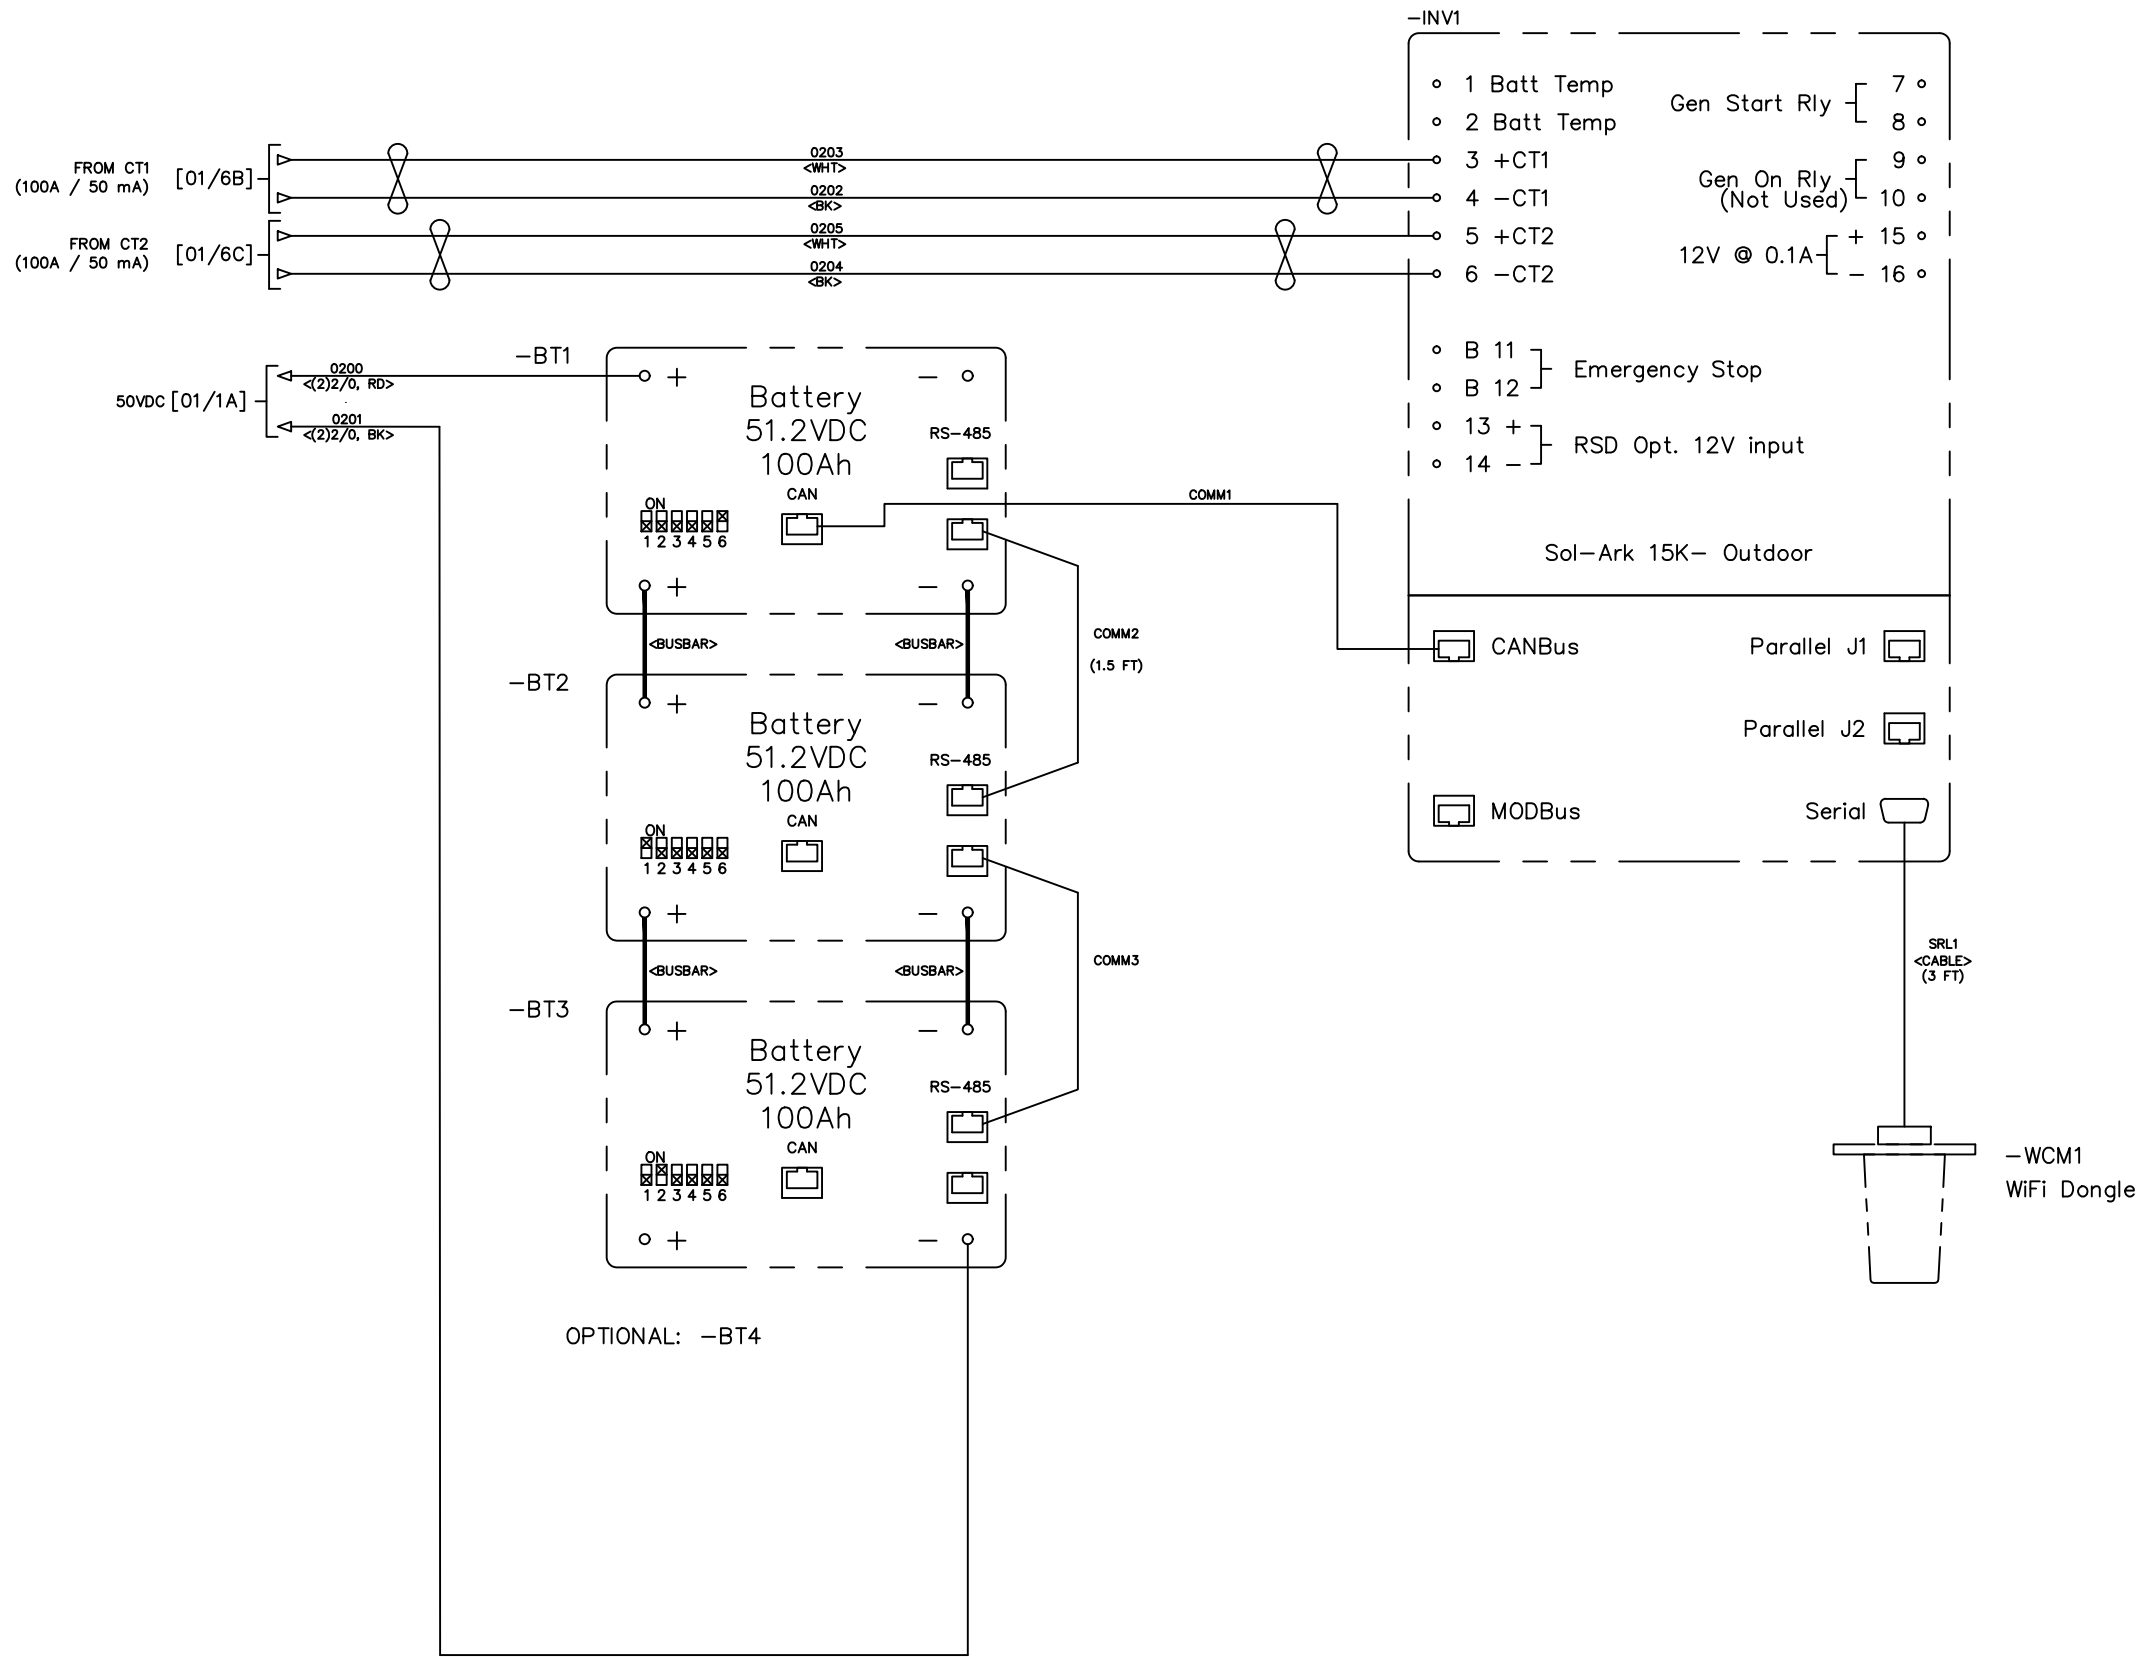 -INV1
1 Batt Temp
2 Batt Temp
3 +CT1
4 -CT1
5 +CT2
6 -CT2
Gen Start Rly
7
8
Gen On Rly
(Not Used)
9
10
12V @ 0.1A
+ 15
- 16
B 11
B 12
Emergency Stop
13 +
14 -
RSD Opt. 12V input
Sol-Ark 15K- Outdoor
CANBus
Parallel J1
Parallel J2
MODBus
Serial
FROM CT1
(100A / 50 mA)
[01/6B]
0203
<WHT>
0202
<BK>
FROM CT2
(100A / 50 mA)
[01/6C]
0205
<WHT>
0204
<BK>
50VDC [01/1A]
0200
<(2)2/0, RD>
0201
<(2)2/0, BK>
-BT1
+ -
Battery
51.2VDC
100Ah
RS-485
CAN
ON
1 2 3 4 5 6
+ -
COMM1
<BUSBAR>
<BUSBAR>
COMM2
(1.5 FT)
-BT2
+ -
Battery
51.2VDC
100Ah
RS-485
CAN
ON
1 2 3 4 5 6
+ -
<BUSBAR>
<BUSBAR>
COMM3
-BT3
+ -
Battery
51.2VDC
100Ah
RS-485
CAN
ON
1 2 3 4 5 6
+ -
OPTIONAL: -BT4
SRL1
<CABLE>
(3 FT)
-WCM1
WiFi Dongle